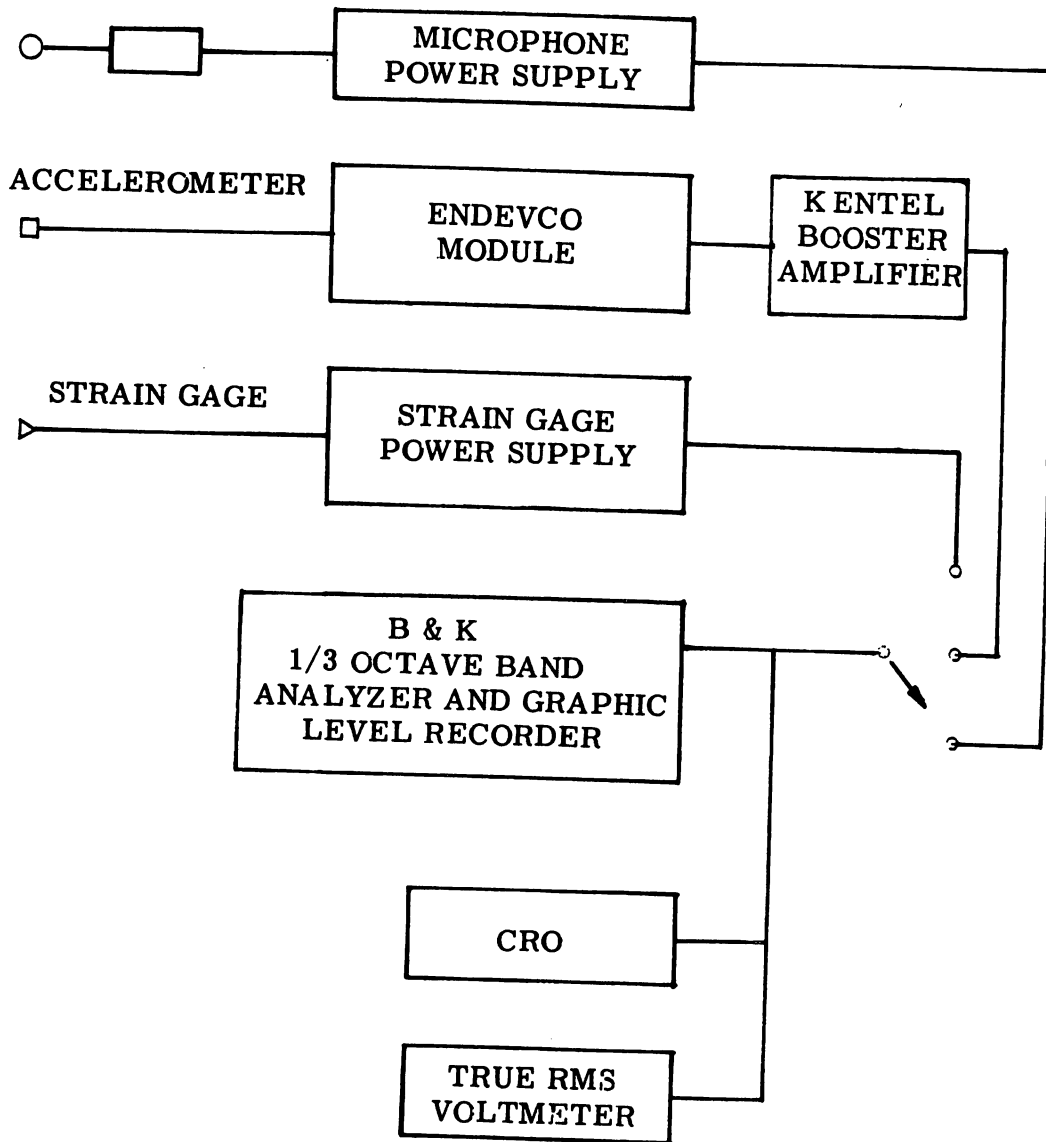 MICROPHONE
POWER SUPPLY
ACCELEROMETER
ENDEVCO
MODULE
KENTEL
BOOSTER
AMPLIFIER
STRAIN GAGE
STRAIN GAGE
POWER SUPPLY
B & K
1/3 OCTAVE BAND
ANALYZER AND GRAPHIC
LEVEL RECORDER
CRO
TRUE RMS
VOLTMETER